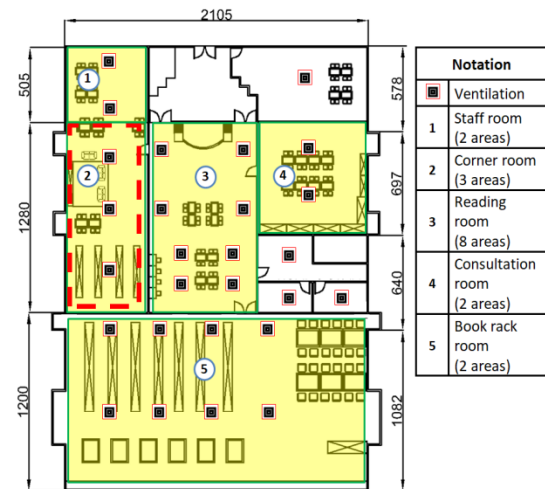 2105
505
1280
1200
578
697
640
1082
1
2
3
4
5
Notation
Ventilation
1 Staff room
(2 areas)
2 Corner room
(3 areas)
3 Reading
room
(8 areas)
4 Consultation
room
(2 areas)
5 Book rack
room
(2 areas)